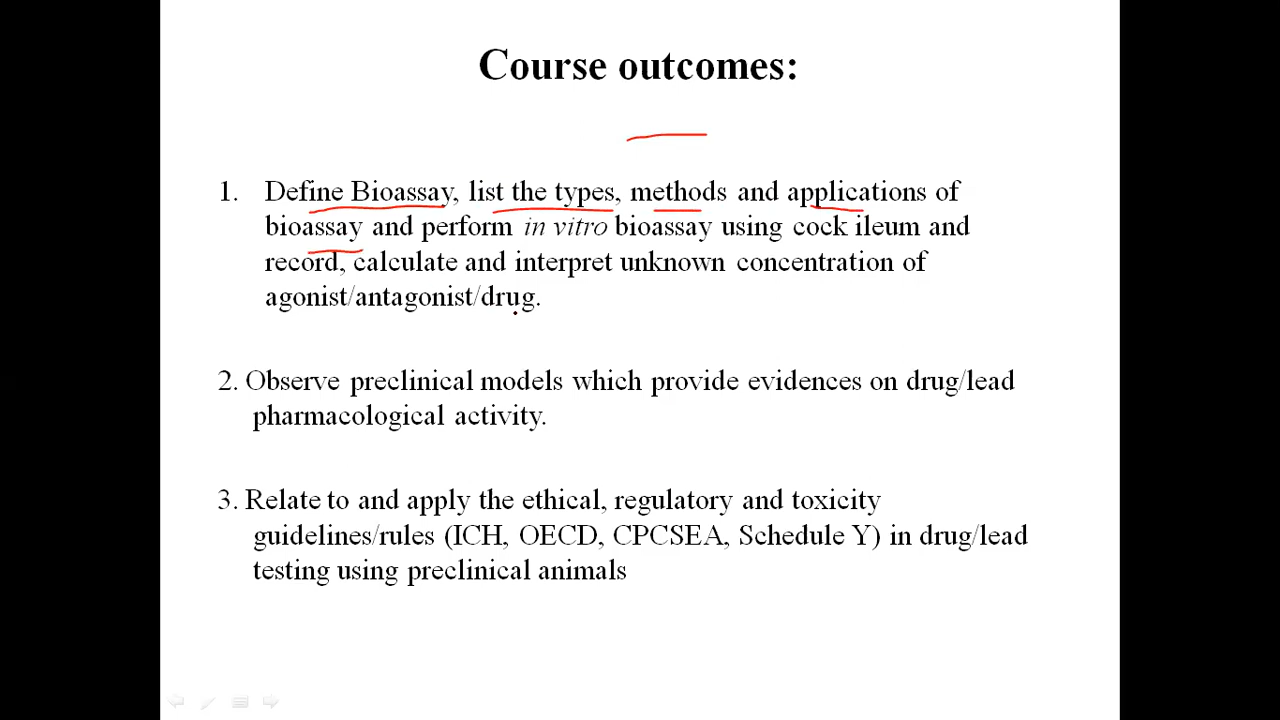 Course outcomes:
1. Define Bioassay, list the types, methods and applications of
bioassay and perform in vitro bioassay using cock ileum and
record, calculate and interpret unknown concentration of
agonist/antagonist/drug.
2. Observe preclinical models which provide evidences on drug/lead
pharmacological activity.
3. Relate to and apply the ethical, regulatory and toxicity
guidelines/rules (ICH, OECD, CPCSEA, Schedule Y) in drug/lead
testing using preclinical animals